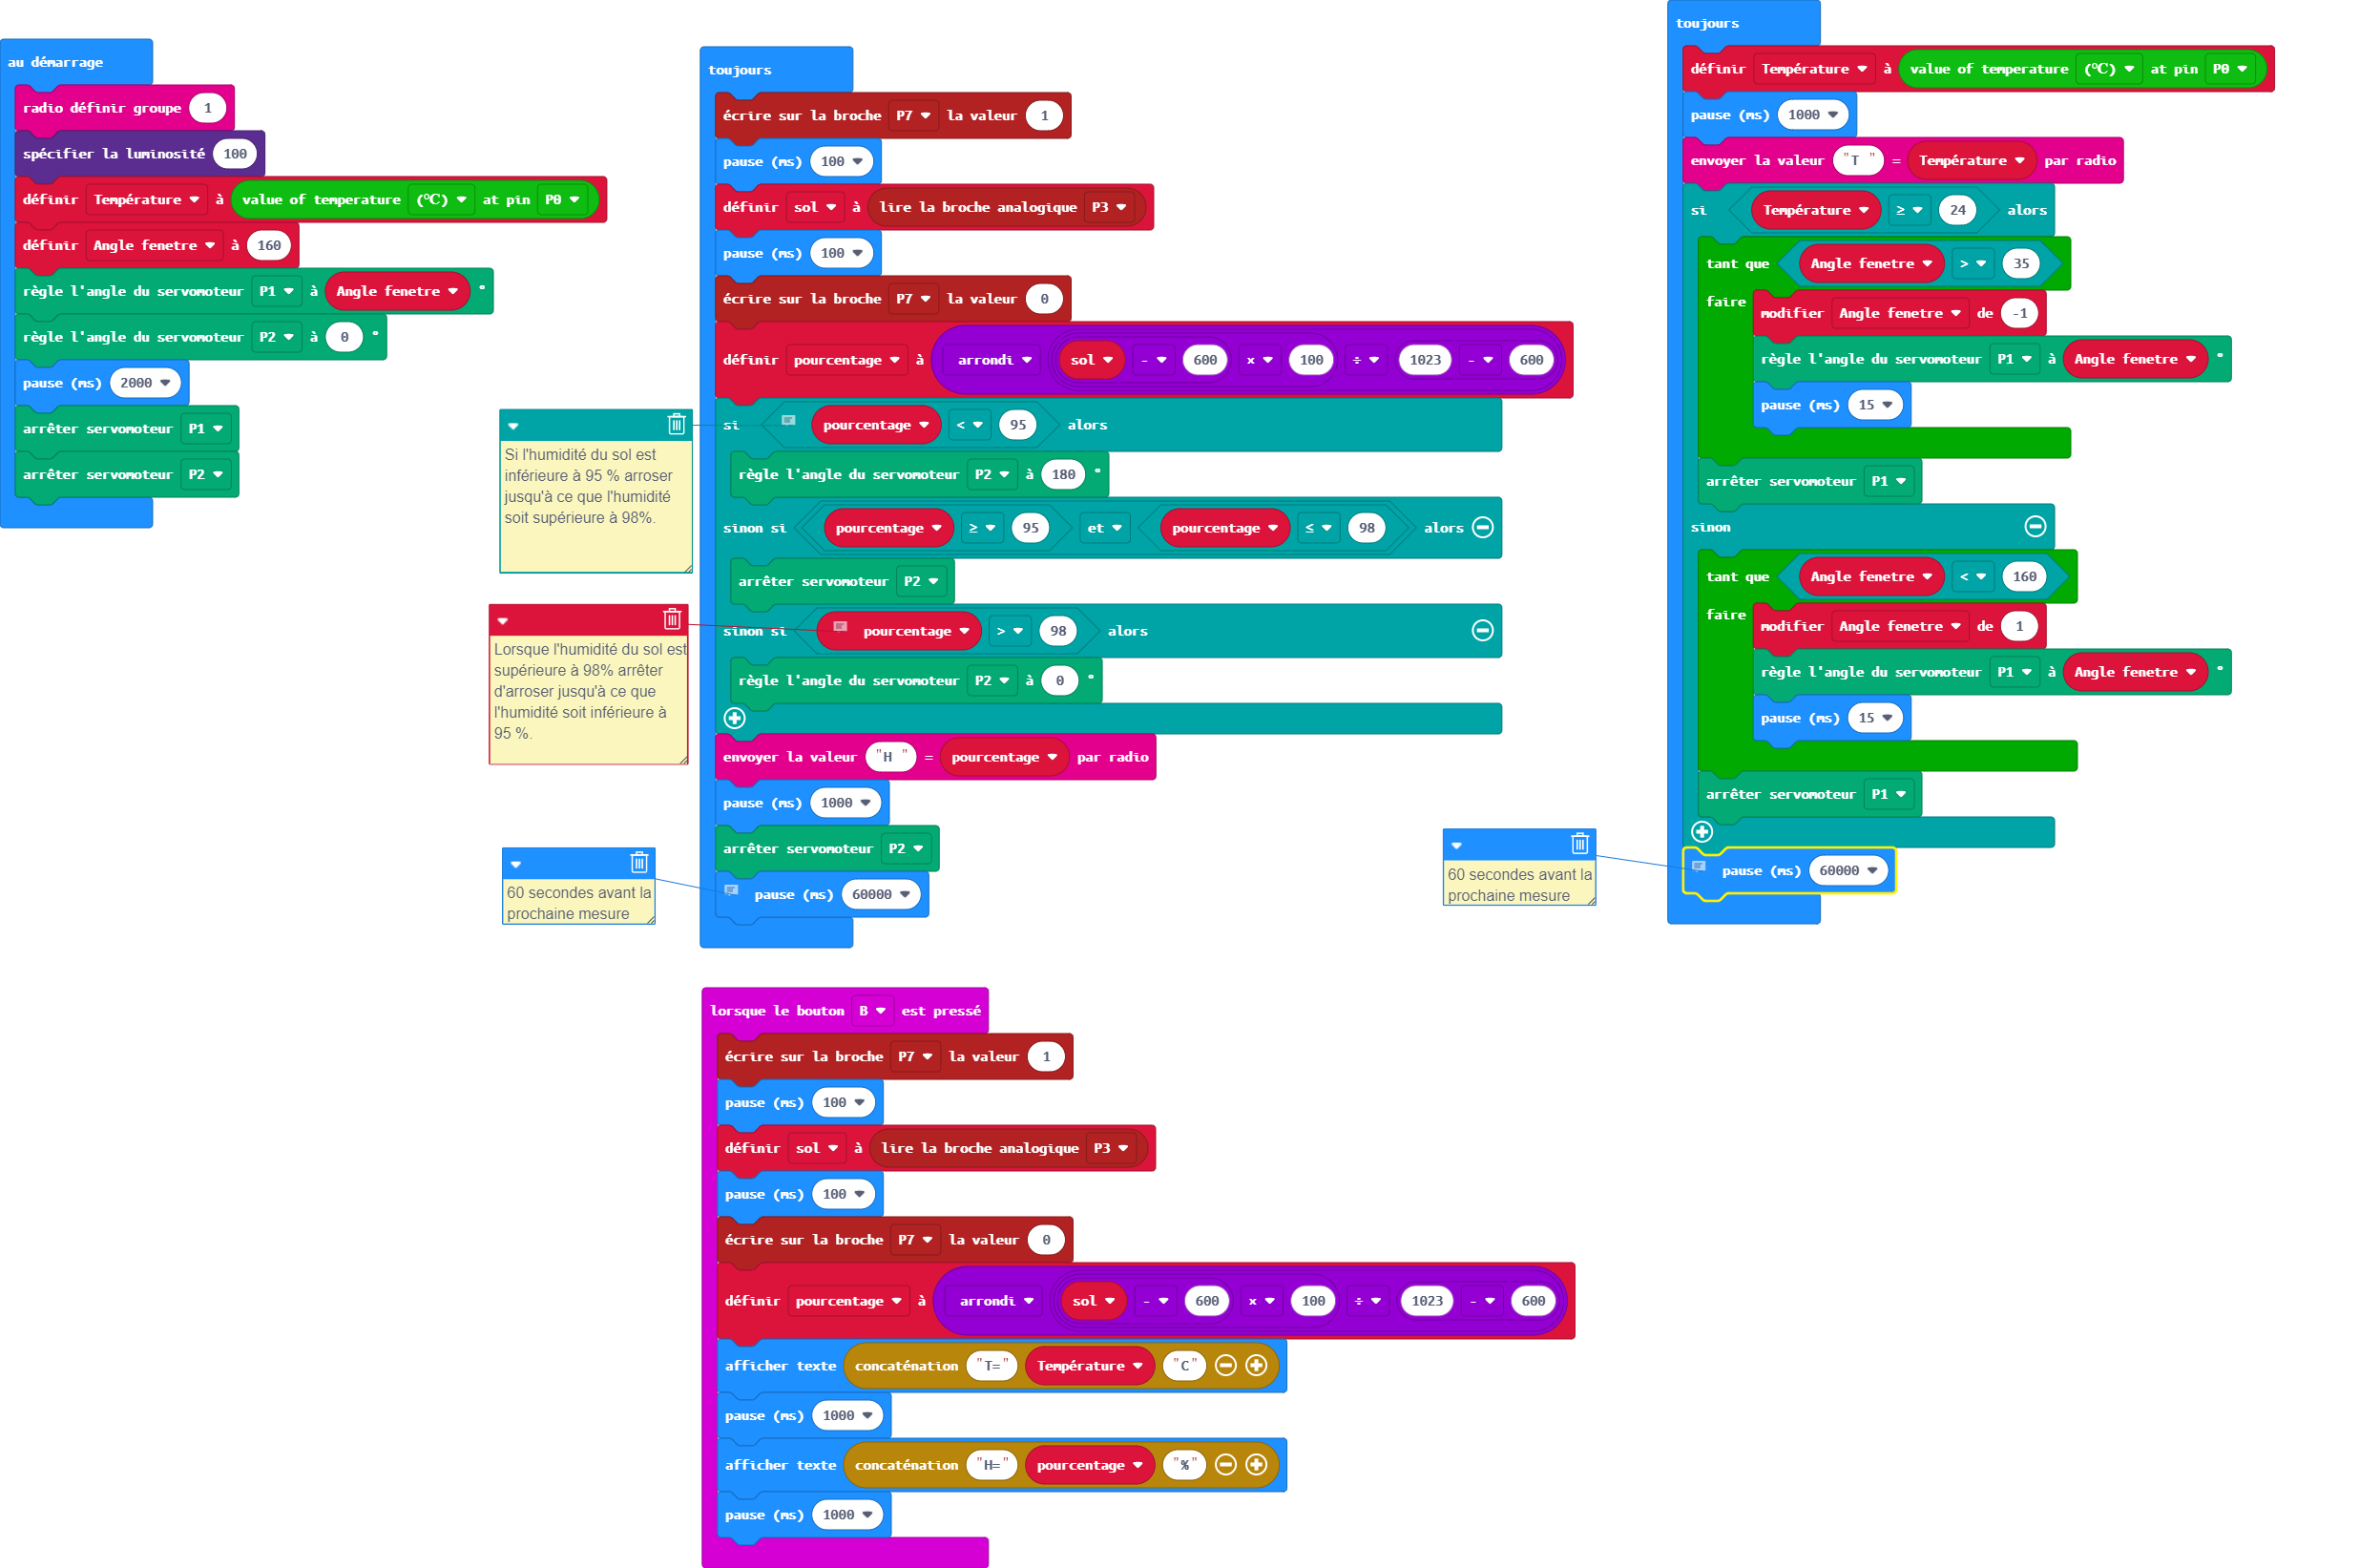 au démarrage
radio définir groupe 1
spécifier la luminosité 100
définir Température à value of temperature (℃) at pin P0
définir Angle fenetre à 160
règle l'angle du servomoteur P1 à Angle fenetre °
règle l'angle du servomoteur P2 à 0 °
pause (ms) 2000
arrêter servomoteur P1
arrêter servomoteur P2
toujours
écrire sur la broche P7 la valeur 1
pause (ms) 100
définir sol à lire la broche analogique P3
pause (ms) 100
écrire sur la broche P7 la valeur 0
définir pourcentage à arrondi sol - 600 x 100 ÷ 1023 - 600
si pourcentage < 95 alors
règle l'angle du servomoteur P2 à 180 °
sinon si pourcentage ≥ 95 et pourcentage ≤ 98 alors
arrêter servomoteur P2
sinon si pourcentage > 98 alors
règle l'angle du servomoteur P2 à 0 °
envoyer la valeur "H " = pourcentage par radio
pause (ms) 1000
arrêter servomoteur P2
pause (ms) 60000
Si l'humidité du sol est
inférieure à 95 % arroser
jusqu'à ce que l'humidité
soit supérieure à 98%.
Lorsque l'humidité du sol est
supérieure à 98% arrêter
d'arroser jusqu'à ce que
l'humidité soit inférieure à
95 %.
60 secondes avant la
prochaine mesure
toujours
définir Température à value of temperature (℃) at pin P0
pause (ms) 1000
envoyer la valeur "T " = Température par radio
si Température ≥ 24 alors
tant que Angle fenetre > 35
faire modifier Angle fenetre de -1
règle l'angle du servomoteur P1 à Angle fenetre °
pause (ms) 15
arrêter servomoteur P1
sinon
tant que Angle fenetre < 160
faire modifier Angle fenetre de 1
règle l'angle du servomoteur P1 à Angle fenetre °
pause (ms) 15
arrêter servomoteur P1
pause (ms) 60000
60 secondes avant la
prochaine mesure
lorsque le bouton B est pressé
écrire sur la broche P7 la valeur 1
pause (ms) 100
définir sol à lire la broche analogique P3
pause (ms) 100
écrire sur la broche P7 la valeur 0
définir pourcentage à arrondi sol - 600 x 100 ÷ 1023 - 600
afficher texte concaténation "T=" Température "C"
pause (ms) 1000
afficher texte concaténation "H=" pourcentage "%"
pause (ms) 1000